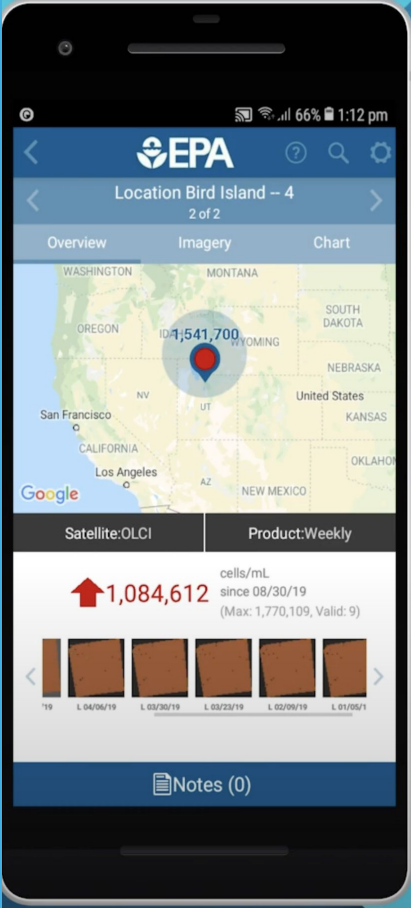 66% 1:12 pm
EPA
?
Location Bird Island -- 4
2 of 2
Overview Imagery Chart
WASHINGTON
MONTANA
OREGON
SOUTH DAKOTA
1,541,700
WYOMING
NEBRASKA
NV
UT
United States
San Francisco
KANSAS
CALIFORNIA
Los Angeles
OKLAHO
AZ
NEW MEXICO
Google
Satellite:OLCI Product:Weekly
1,084,612
cells/mL
since 08/30/19
(Max: 1,770,109, Valid: 9)
'19 L 04/06/19 L 03/30/19 L 03/23/19 L 02/09/19 L 01/05/1
Notes (0)